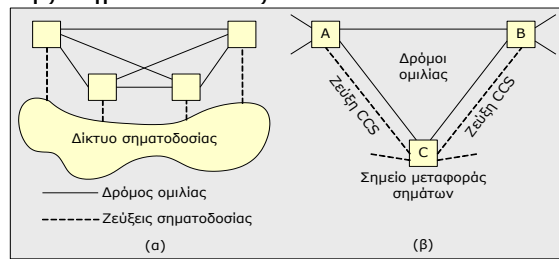 A
B
Δρόμοι
ομιλίας
Ζεύξη CCS
Ζεύξη CCS
C
Δίκτυο σηματοδοσίας
Σημείο μεταφοράς
σημάτων
Δρόμος ομιλίας
Ζεύξεις σηματοδοσίας
(α)
(β)